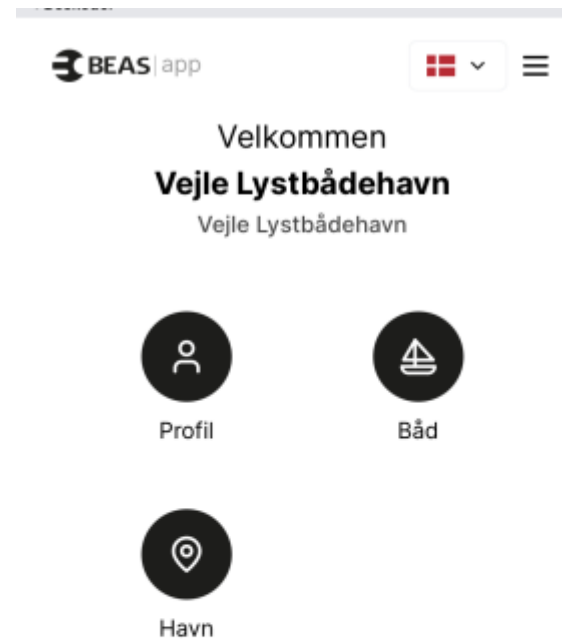 BEAS app
Velkommen
Vejle Lystbådehavn
Vejle Lystbådehavn
Profil
Båd
Havn